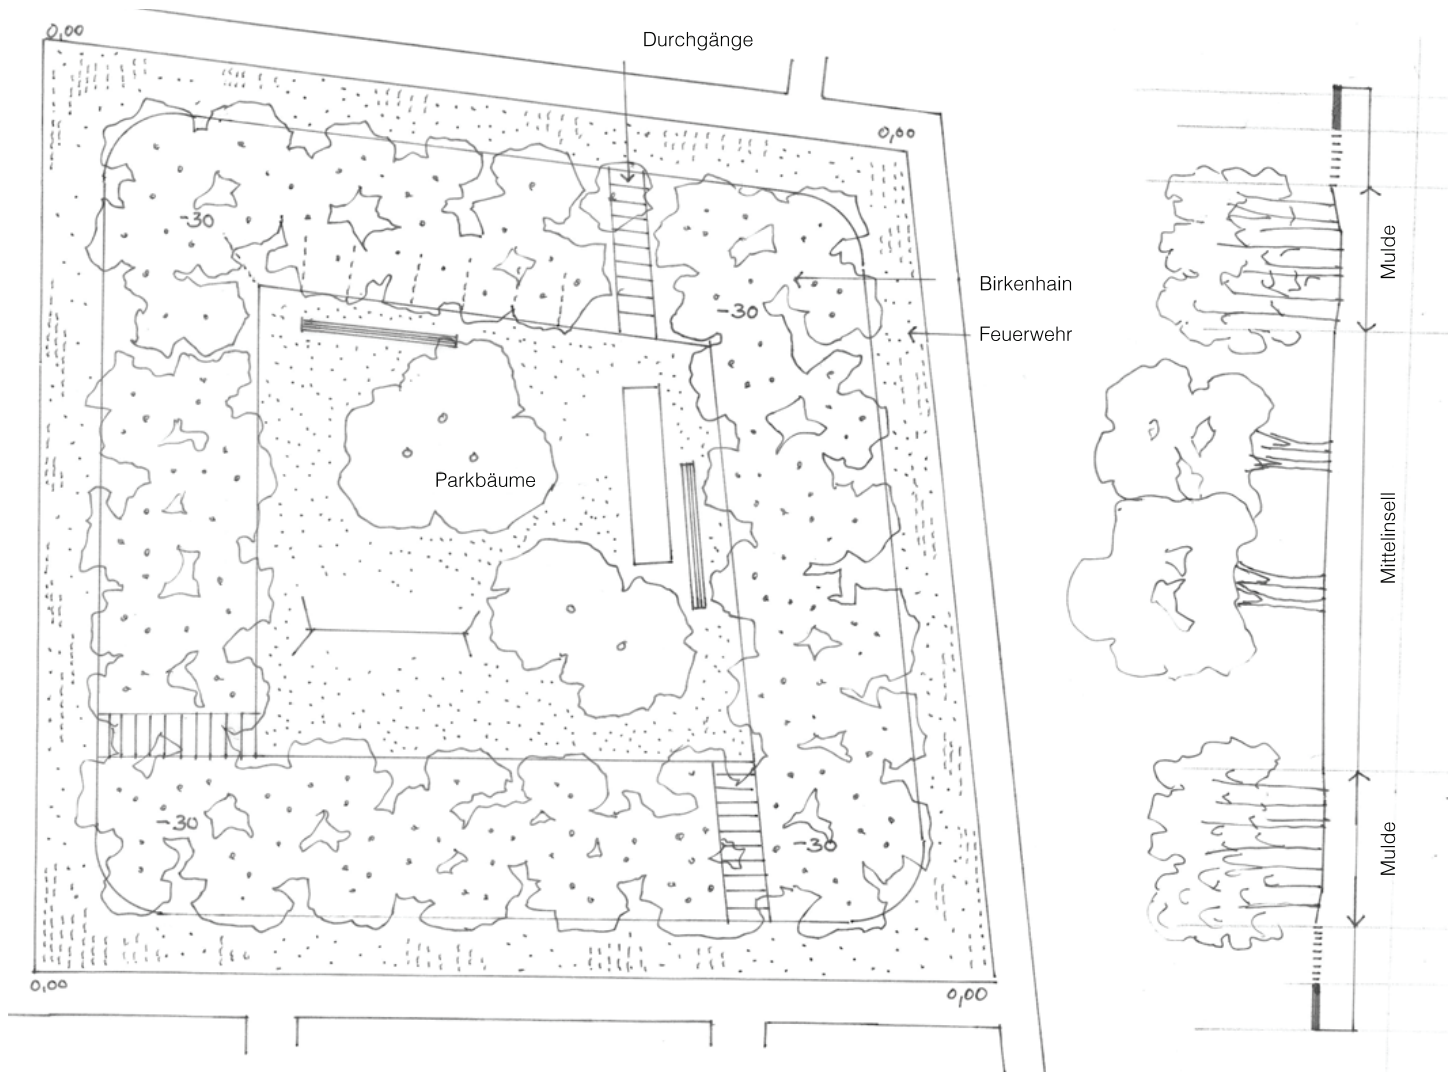 0,00
Durchgänge
0,00
-30
Birkenhain
-30
Feuerwehr
Parkbäume
-30
-30
0,00
0,00
Mulde
Mittelinsell
Mulde